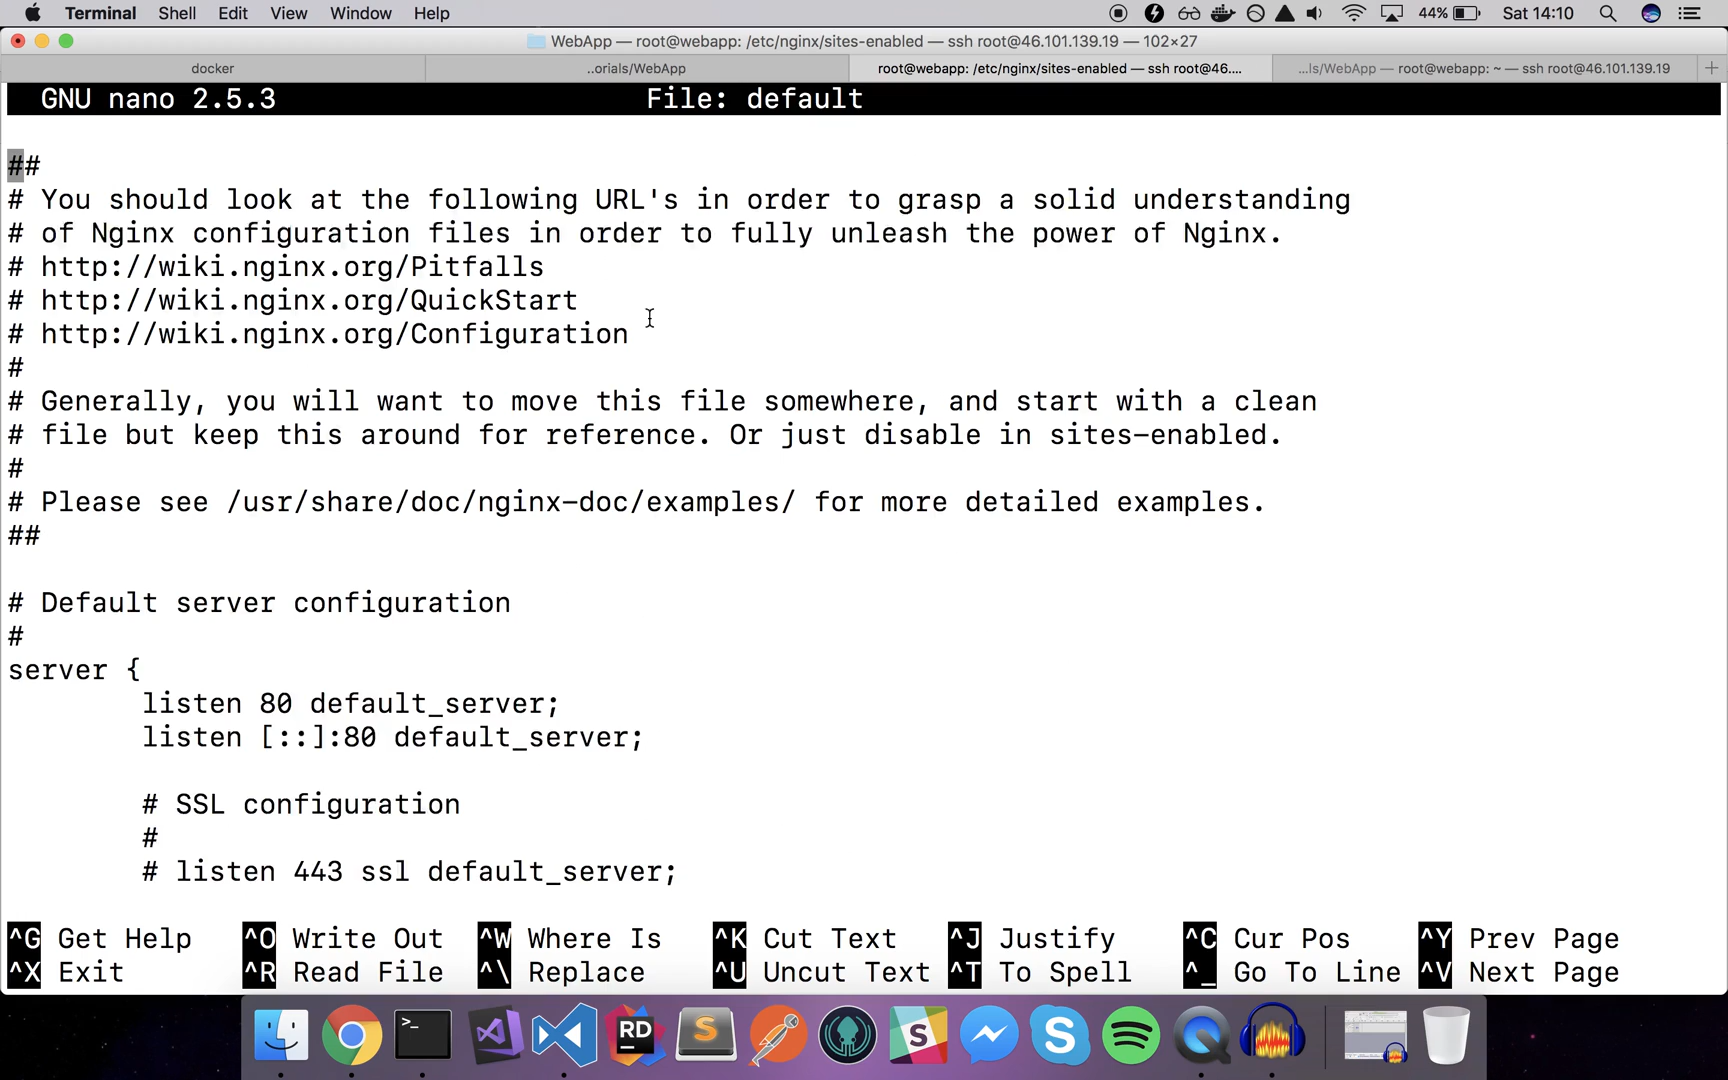 Terminal Shell Edit View Window Help 44% Sat 14:10
WebApp — root@webapp: /etc/nginx/sites-enabled — ssh root@46.101.139.19 — 102×27
docker ..orials/WebApp root@webapp: /etc/nginx/sites-enabled — ssh root@46.... ...ls/WebApp — root@webapp: ~ — ssh root@46.101.139.19 +
GNU nano 2.5.3 File: default
##
# You should look at the following URL's in order to grasp a solid understanding
# of Nginx configuration files in order to fully unleash the power of Nginx.
# http://wiki.nginx.org/Pitfalls
# http://wiki.nginx.org/QuickStart
# http://wiki.nginx.org/Configuration
#
# Generally, you will want to move this file somewhere, and start with a clean
# file but keep this around for reference. Or just disable in sites-enabled.
#
# Please see /usr/share/doc/nginx-doc/examples/ for more detailed examples.
##
# Default server configuration
#
server {
listen 80 default_server;
listen [::]:80 default_server;
# SSL configuration
#
# listen 443 ssl default_server;
^G Get Help ^O Write Out ^W Where Is ^K Cut Text ^J Justify ^C Cur Pos ^Y Prev Page
^X Exit ^R Read File ^\ Replace ^U Uncut Text ^T To Spell ^_ Go To Line ^V Next Page
>_ RD S S S